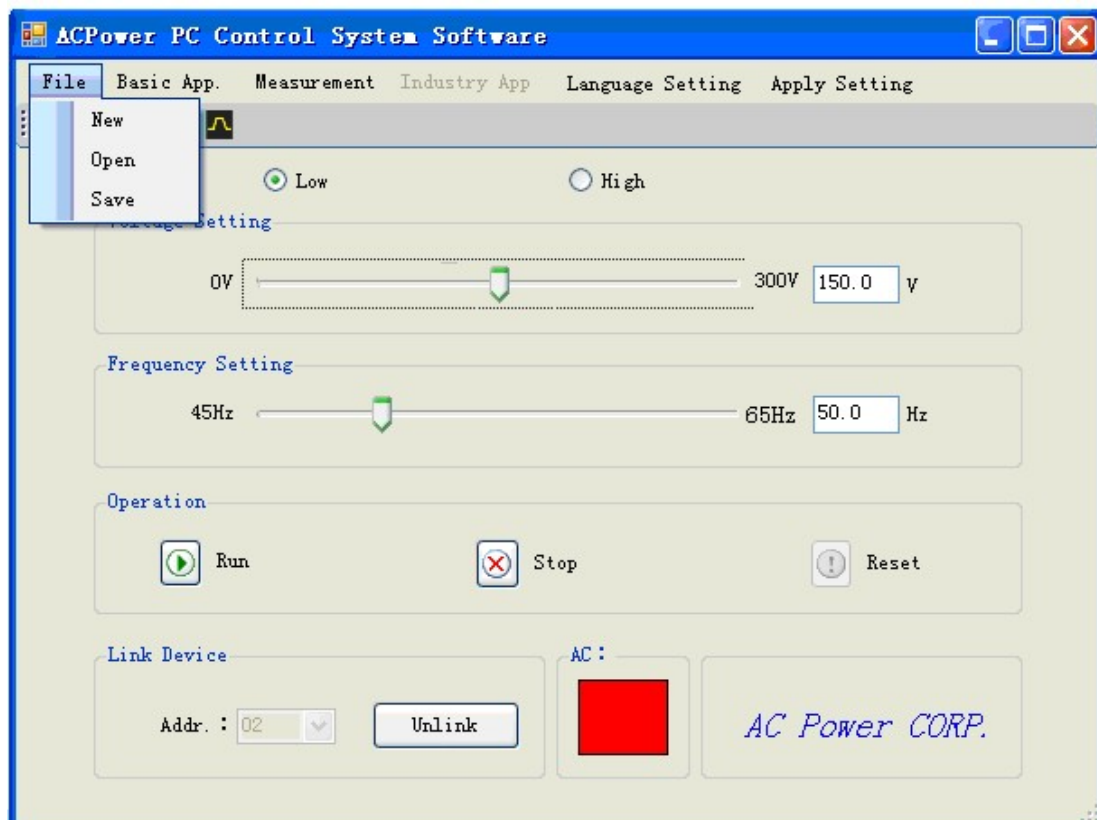 ACPower PC Control System Software
File Basic App. Measurement Industry App Language Setting Apply Setting
New
Open
Save
Low High
Voltage Setting
0V 300V 150.0 V
Frequency Setting
45Hz 65Hz 50.0 Hz
Operation
Run Stop Reset
Link Device AC:
Addr. : 02 Unlink AC Power CORP.